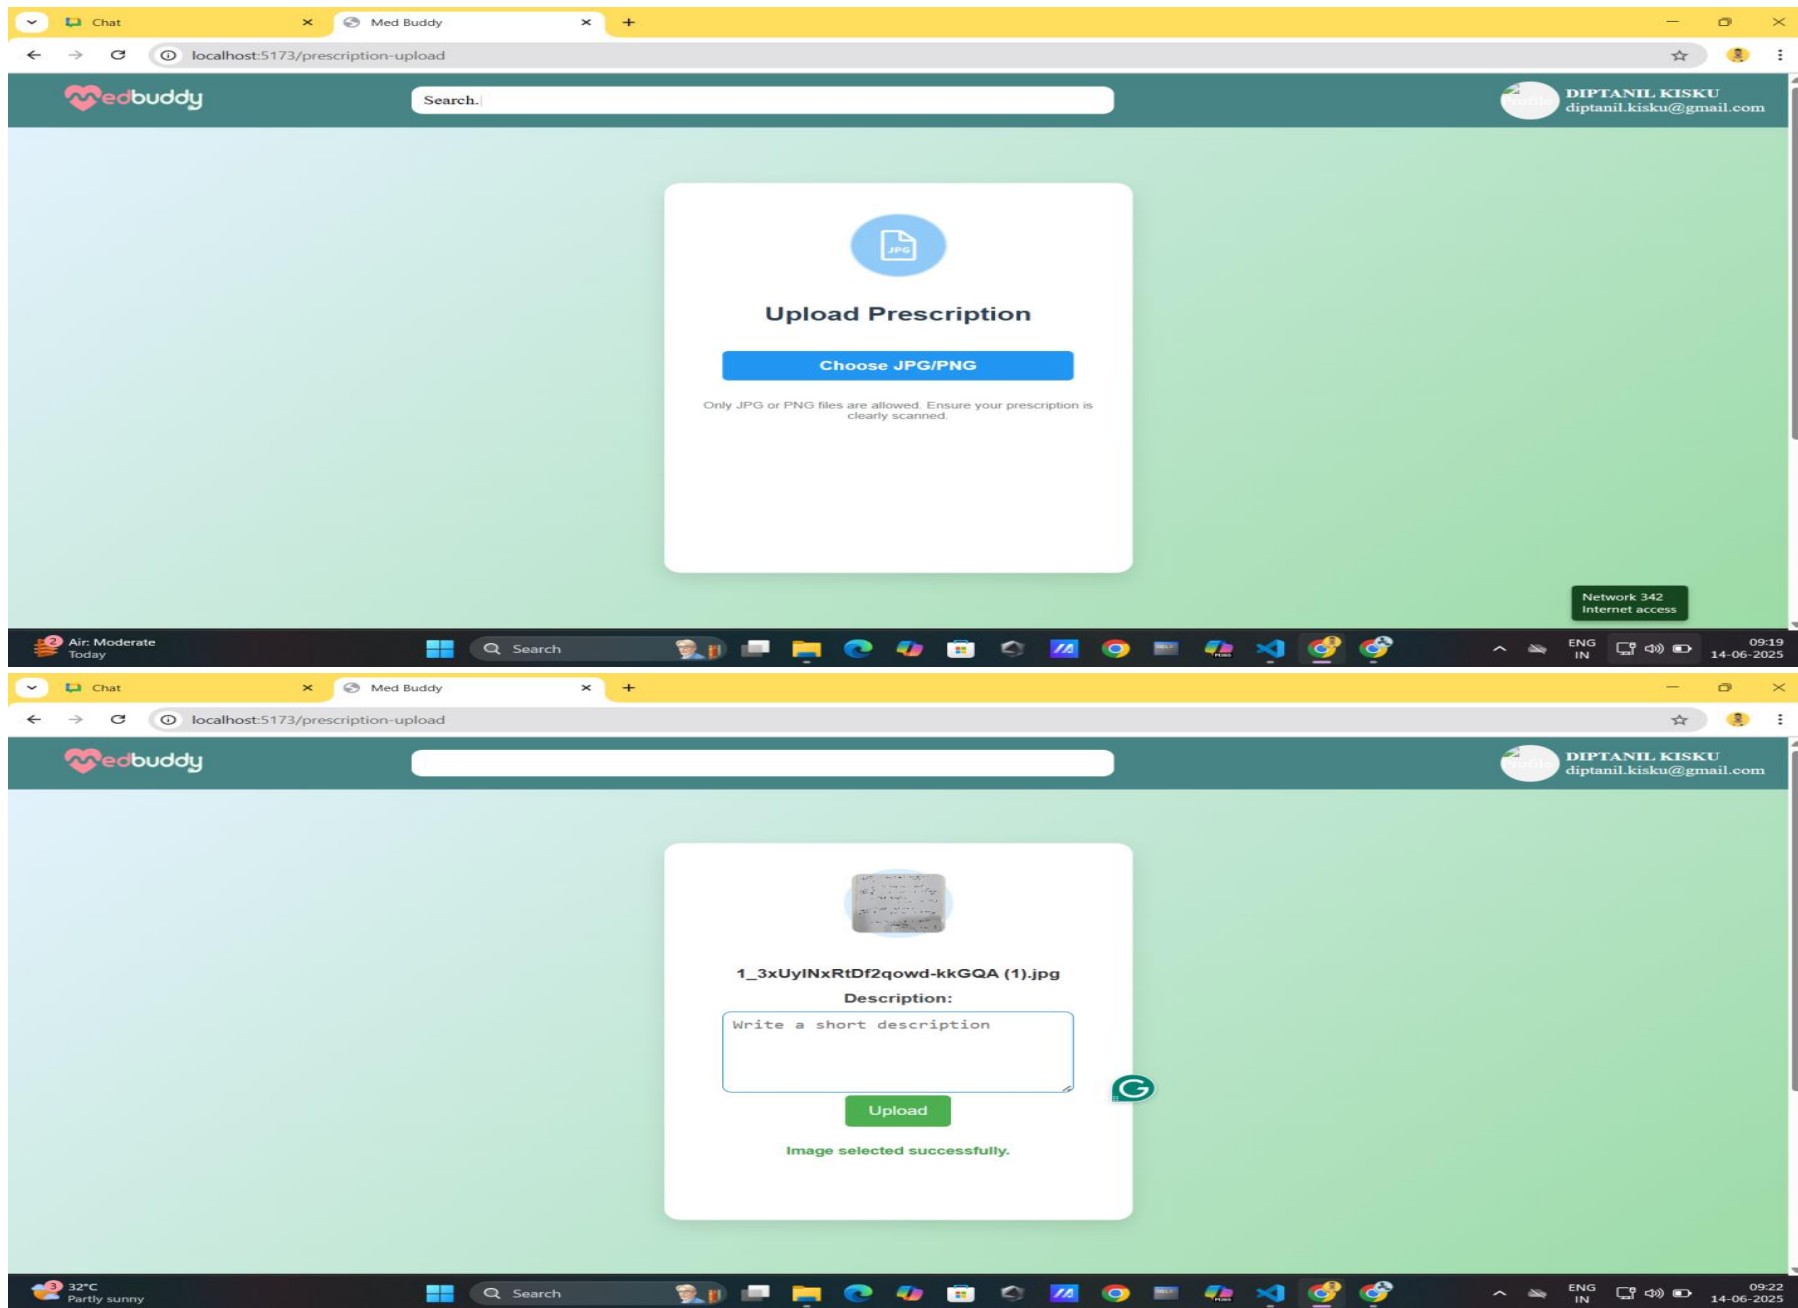 Chat
Med Buddy
localhost:5173/prescription-upload
Medbuddy
Search.
DIPTANIL KISKU
diptanil.kisku@gmail.com
JPG
Upload Prescription
Choose JPG/PNG
Only JPG or PNG files are allowed. Ensure your prescription is
clearly scanned.
Network 342
Internet access
2
Air: Moderate
Today
Search
ENG
IN
09:19
14-06-2025
Chat
Med Buddy
localhost:5173/prescription-upload
Medbuddy
DIPTANIL KISKU
diptanil.kisku@gmail.com
1_3xUyINxRtDf2qowd-kkGQA (1).jpg
Description:
Write a short description
Upload
Image selected successfully.
3
32°C
Partly sunny
Search
ENG
IN
09:22
14-06-2025